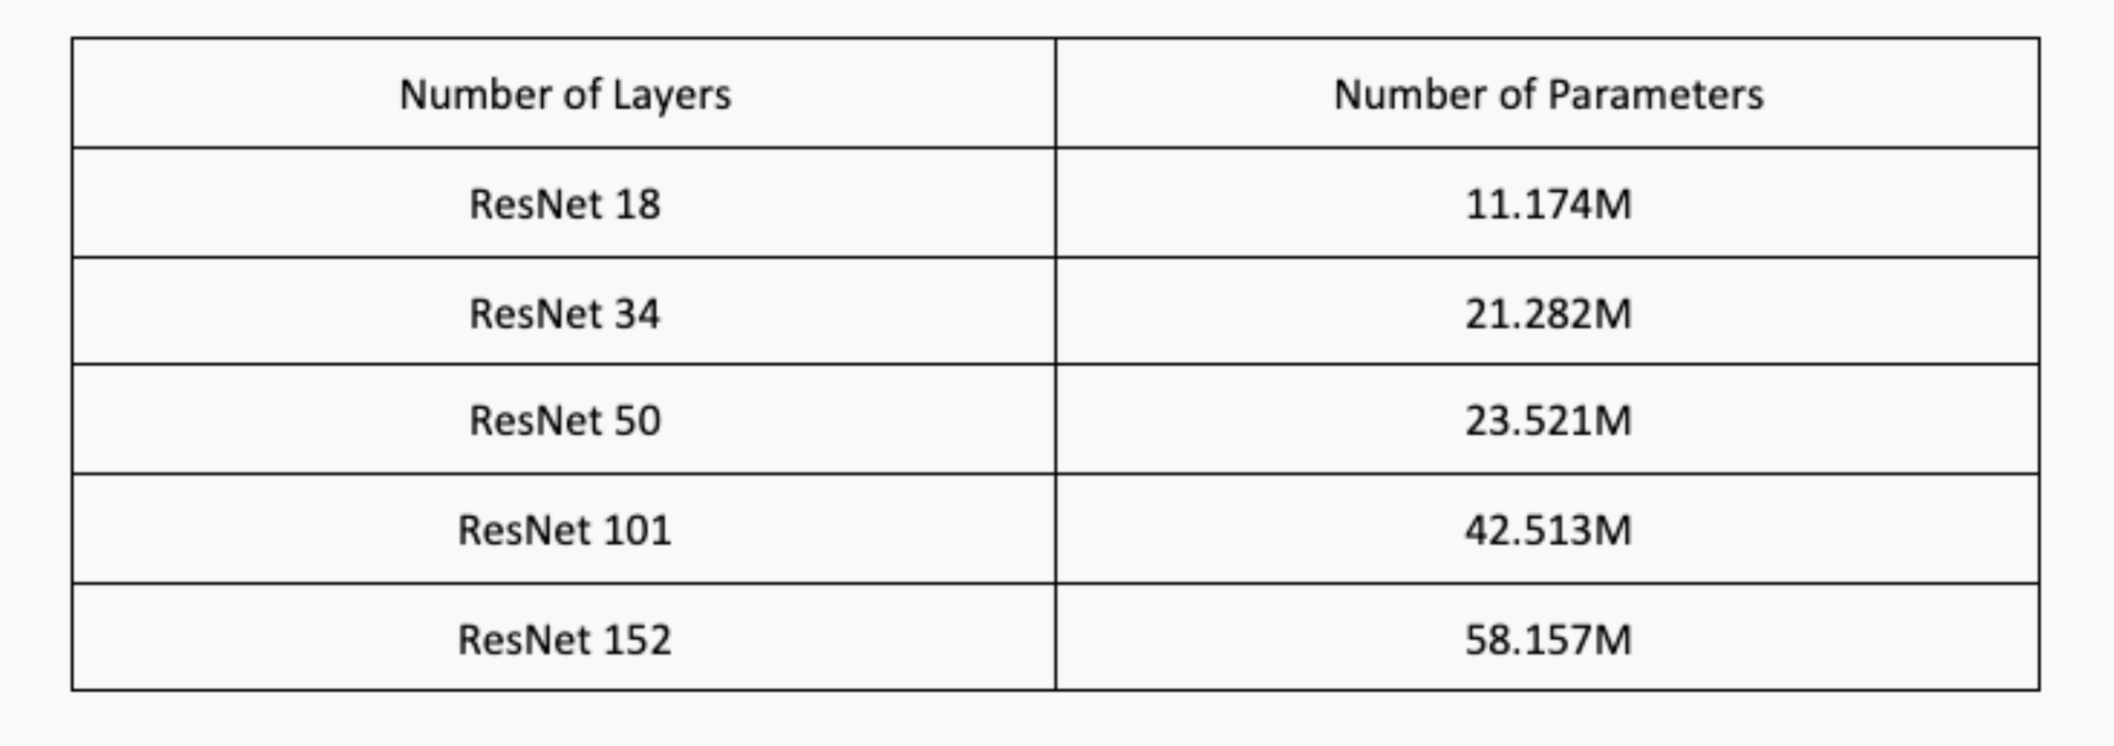 Number of Layers Number of Parameters
ResNet 18 11.174M
ResNet 34 21.282M
ResNet 50 23.521M
ResNet 101 42.513M
ResNet 152 58.157M